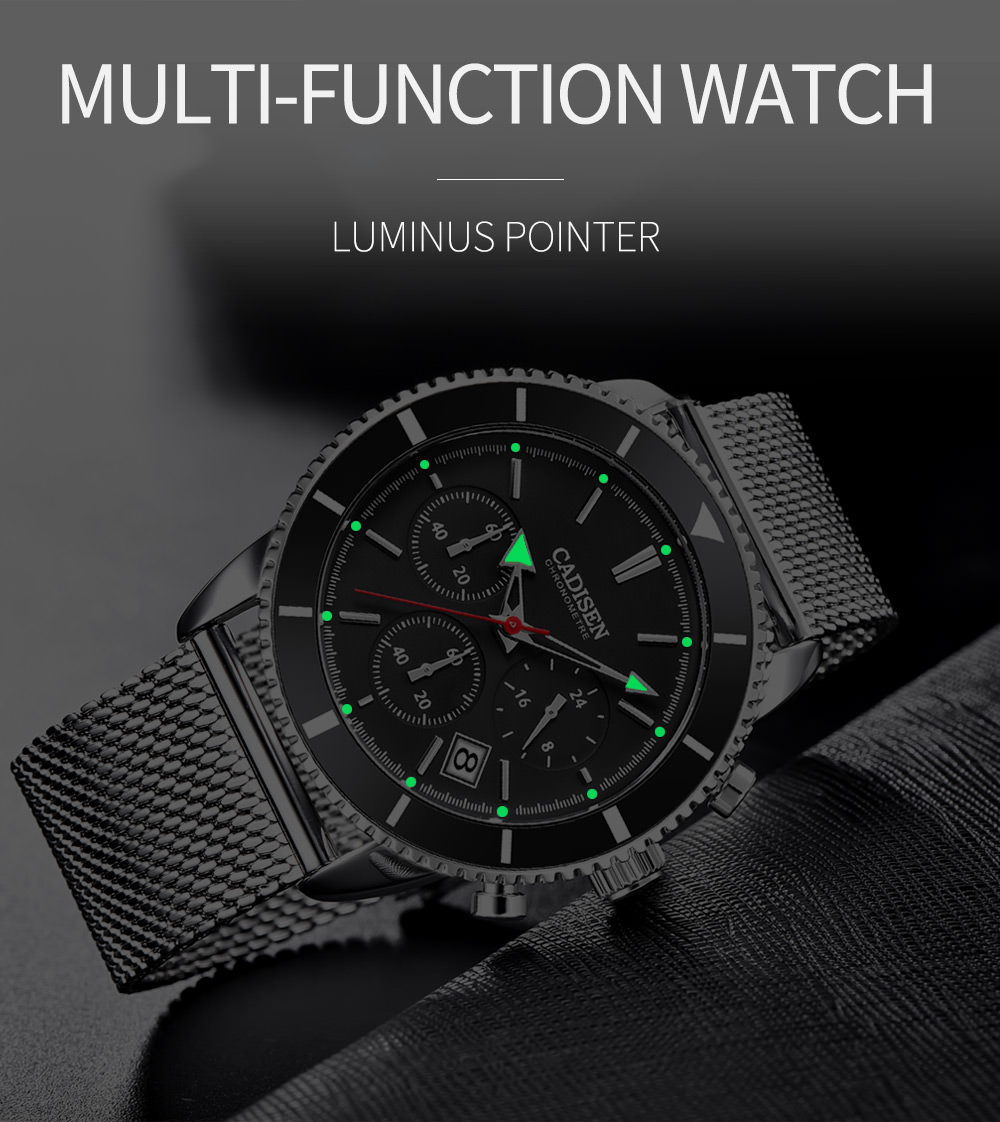 MULTI-FUNCTION WATCH
LUMINUS POINTER
CADISEN
CHRONOMETRE
60
40
20
60
40
20
24
16
8
8